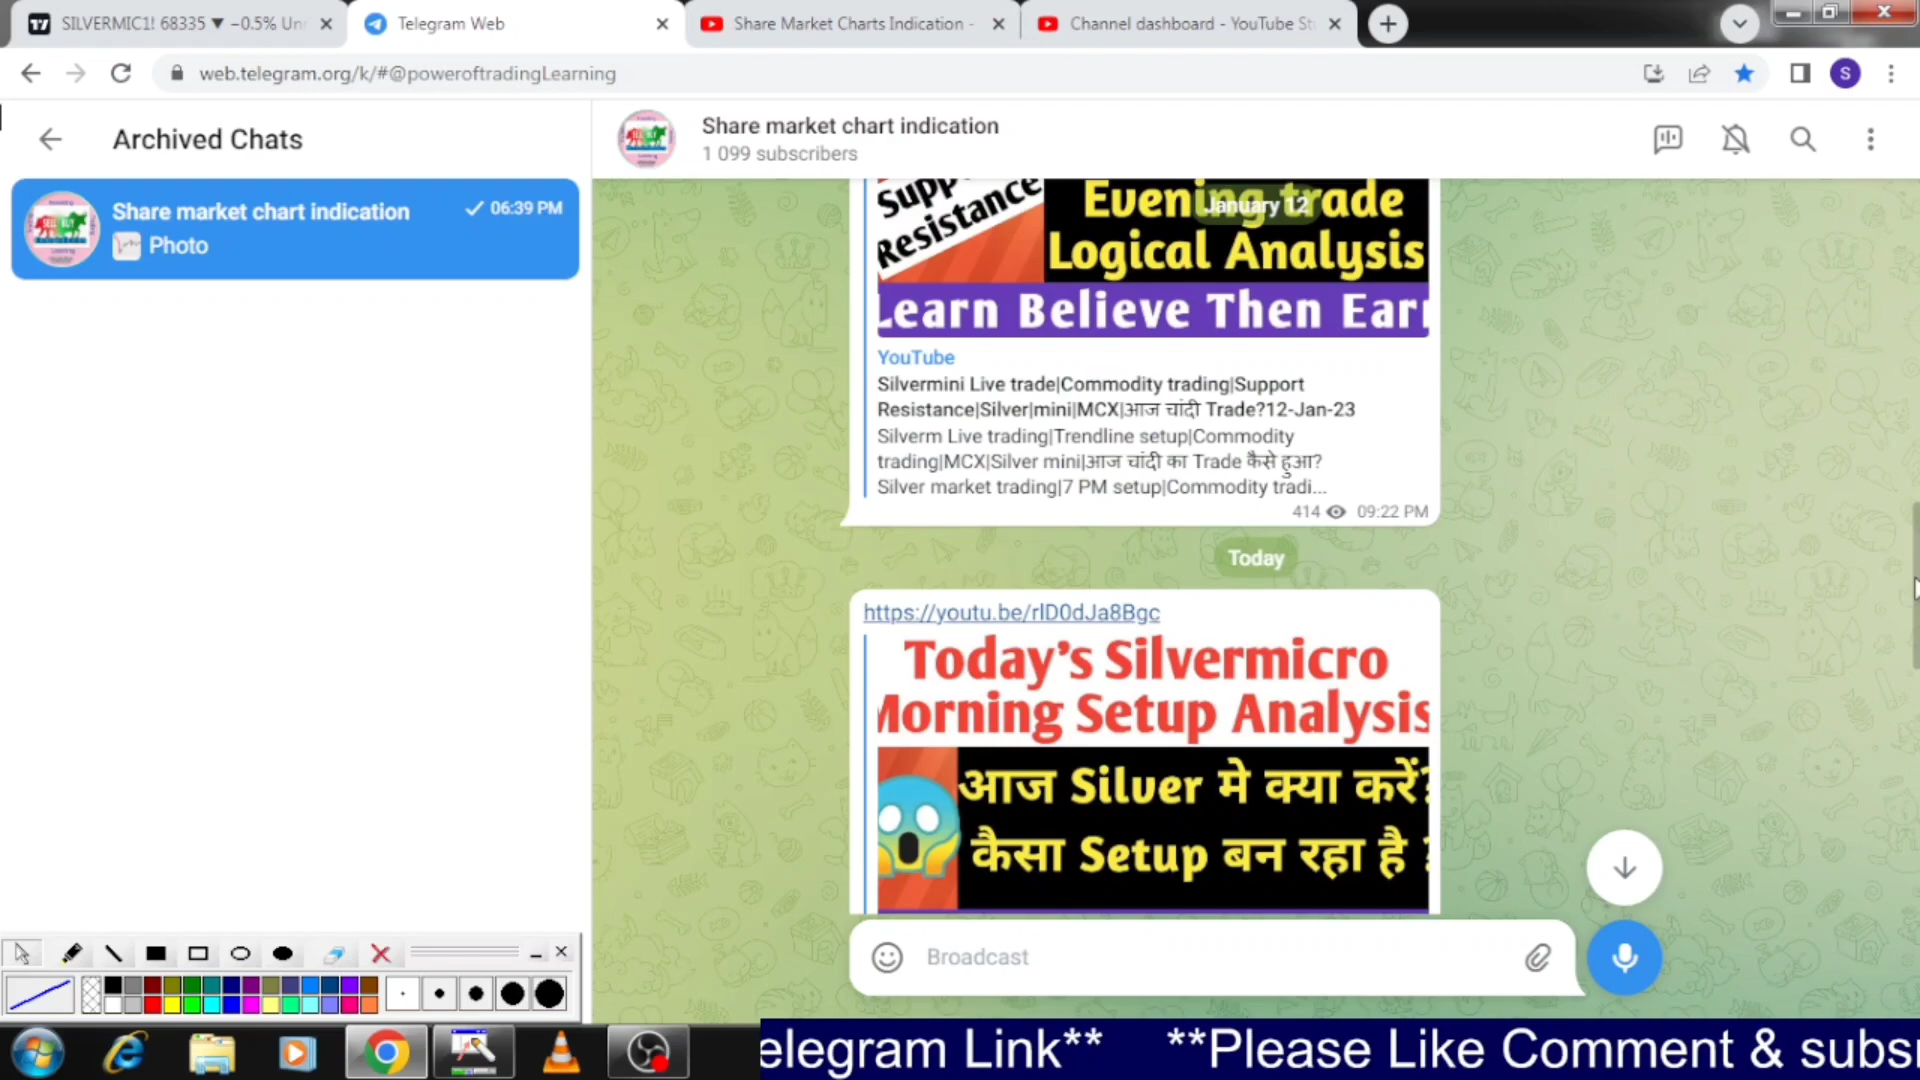 SILVERMIC1! 68335 ▼ −0.5% Un
Telegram Web
Share Market Charts Indication -
Channel dashboard - YouTube St
web.telegram.org/k/#@poweroftradingLearning
S
Archived Chats
Share market chart indication
06:39 PM
Photo
Share market chart indication
1 099 subscribers
January 12
Resistance
Evening trade
Logical Analysis
Learn Believe Then Earn
YouTube
Silvermini Live trade|Commodity trading|Support
Resistance|Silver|mini|MCX|आज चांदी Trade?12-Jan-23
Silverm Live trading|Trendline setup|Commodity
trading|MCX|Silver mini|आज चांदी का Trade कैसे हुआ?
Silver market trading|7 PM setup|Commodity tradi...
414 09:22 PM
Today
https://youtu.be/rlD0dJa8Bgc
Today's Silvermicro
Morning Setup Analysis
आज Silver मे क्या करें?
कैसा Setup बन रहा है ?
Broadcast
elegram Link** **Please Like Comment & subs